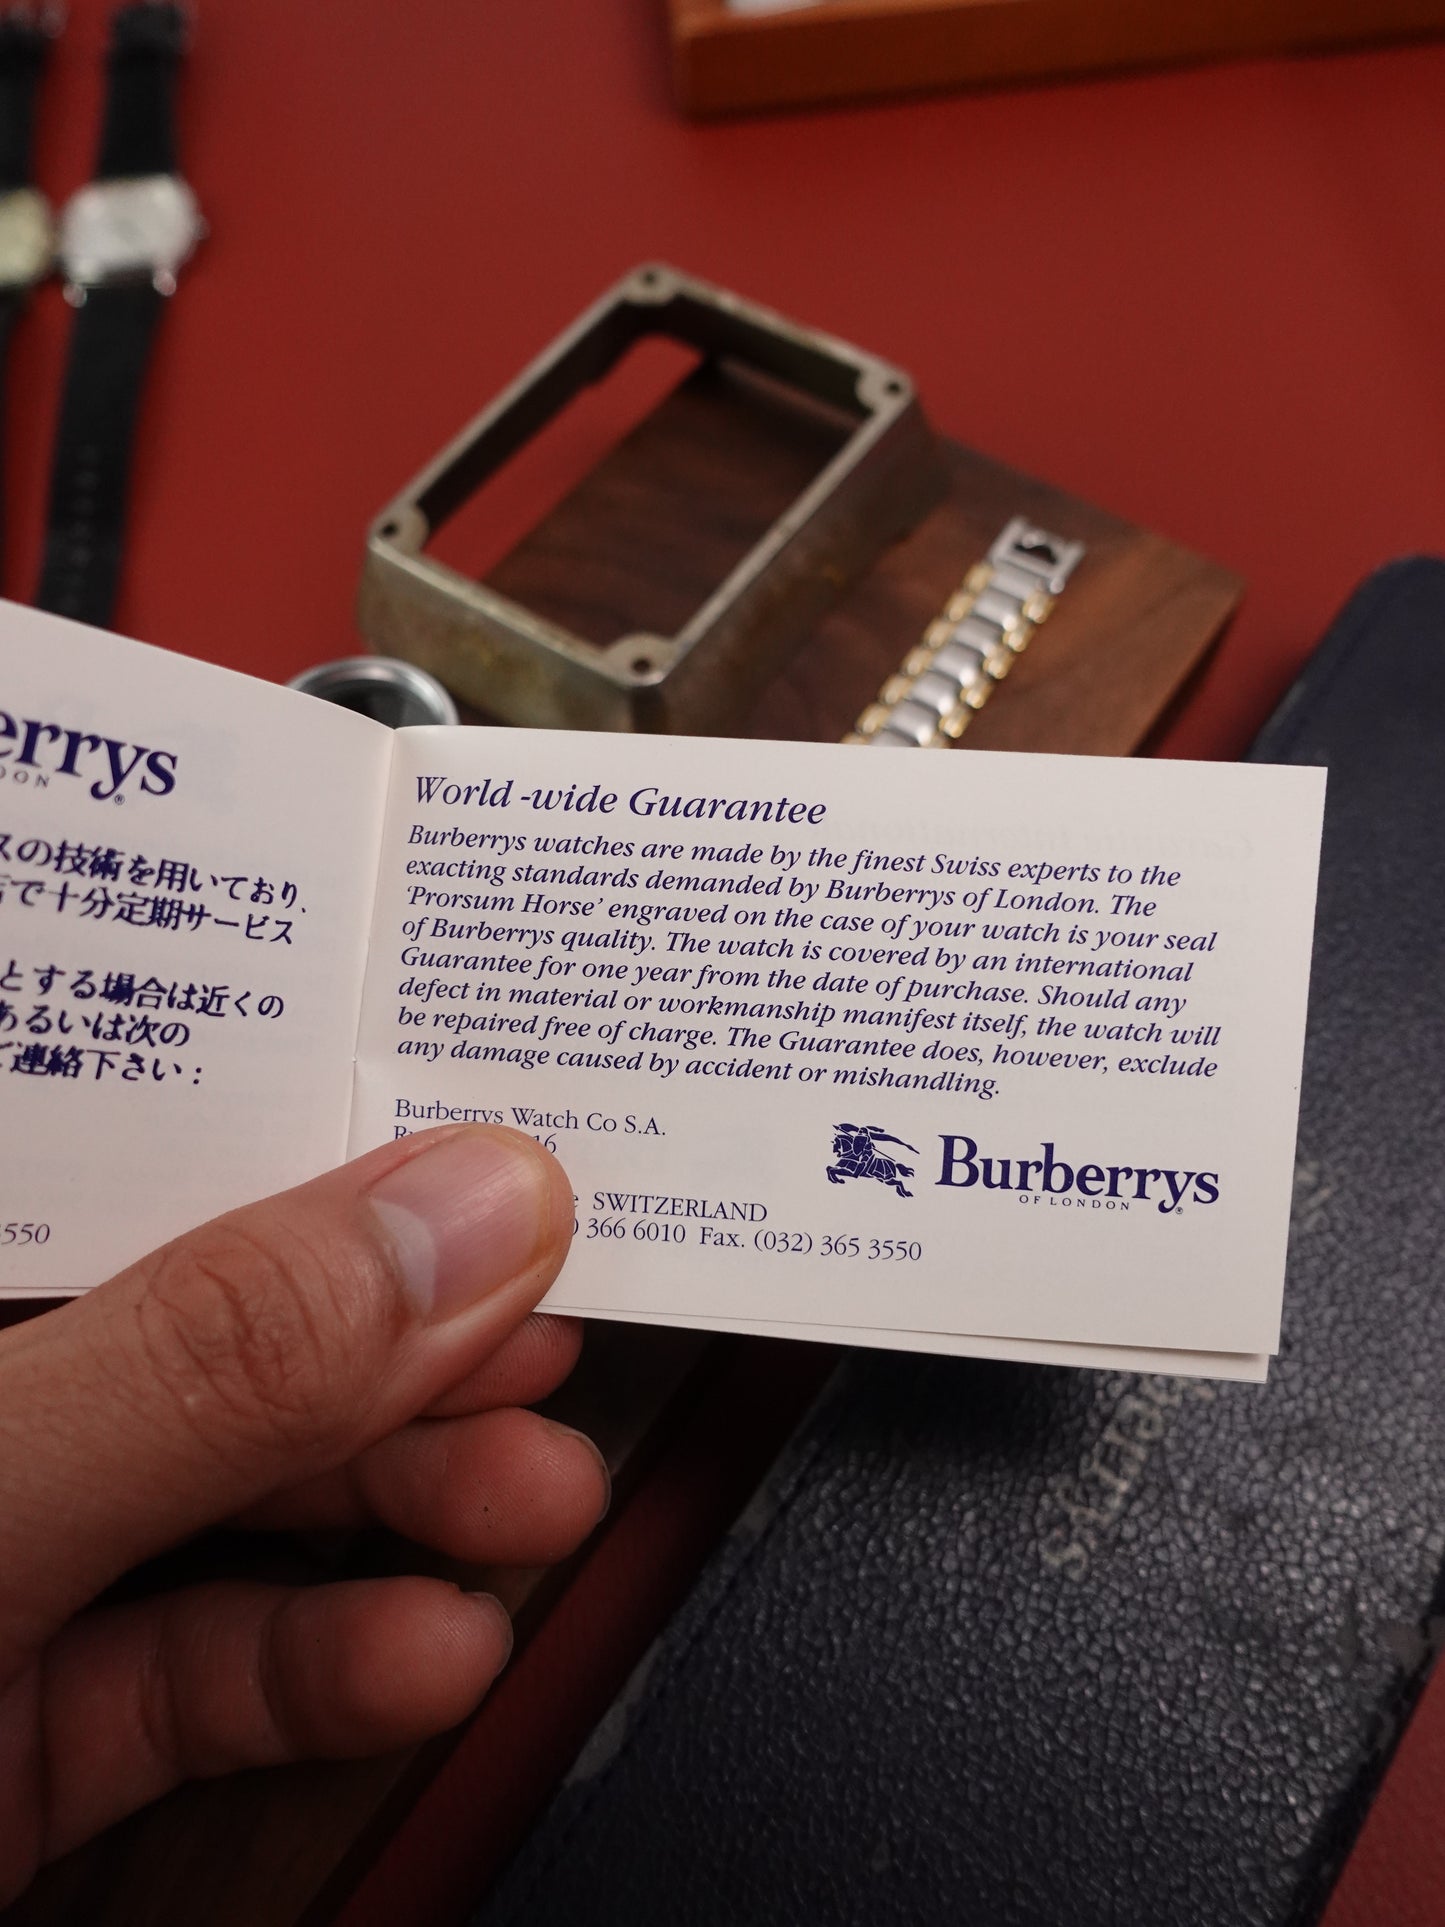 errys
スの技術を用いており、
で十分定期サービス
とする場合は近くの
あるいは次の
ご連絡下さい：
3550
World -wide Guarantee
Burberrys watches are made by the finest Swiss experts to the
exacting standards demanded by Burberrys of London. The
‘Prorsum Horse’ engraved on the case of your watch is your seal
of Burberrys quality. The watch is covered by an international
Guarantee for one year from the date of purchase. Should any
defect in material or workmanship manifest itself, the watch will
be repaired free of charge. The Guarantee does, however, exclude
any damage caused by accident or mishandling.
Burberrys Watch Co S.A.
16
SWITZERLAND
) 366 6010 Fax. (032) 365 3550
Burberrys®
OF LONDON